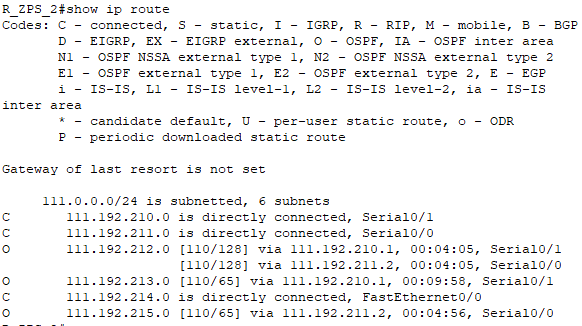 R_ZPS_2#show ip route
Codes: C - connected, S - static, I - IGRP, R - RIP, M - mobile, B - BGP
       D - EIGRP, EX - EIGRP external, O - OSPF, IA - OSPF inter area
       N1 - OSPF NSSA external type 1, N2 - OSPF NSSA external type 2
       E1 - OSPF external type 1, E2 - OSPF external type 2, E - EGP
       i - IS-IS, L1 - IS-IS level-1, L2 - IS-IS level-2, ia - IS-IS
inter area
       * - candidate default, U - per-user static route, o - ODR
       P - periodic downloaded static route
Gateway of last resort is not set
     111.0.0.0/24 is subnetted, 6 subnets
C       111.192.210.0 is directly connected, Serial0/1
C       111.192.211.0 is directly connected, Serial0/0
O       111.192.212.0 [110/128] via 111.192.210.1, 00:04:05, Serial0/1
                      [110/128] via 111.192.211.2, 00:04:05, Serial0/0
O       111.192.213.0 [110/65] via 111.192.210.1, 00:09:58, Serial0/1
C       111.192.214.0 is directly connected, FastEthernet0/0
O       111.192.215.0 [110/65] via 111.192.211.2, 00:04:56, Serial0/0